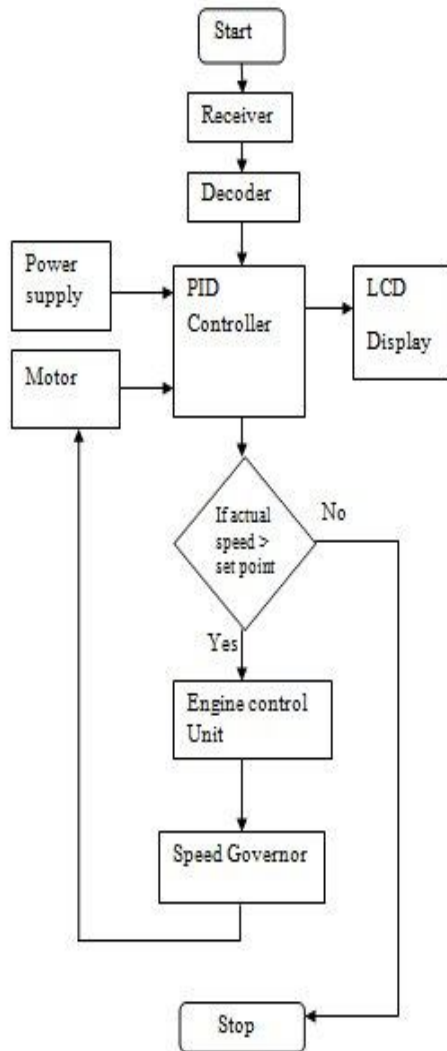 Start
Receiver
Decoder
Power
supply
PID
Controller
LCD
Display
Motor
If actual
speed >
set point
No
Yes
Engine control
Unit
Speed Governor
Stop